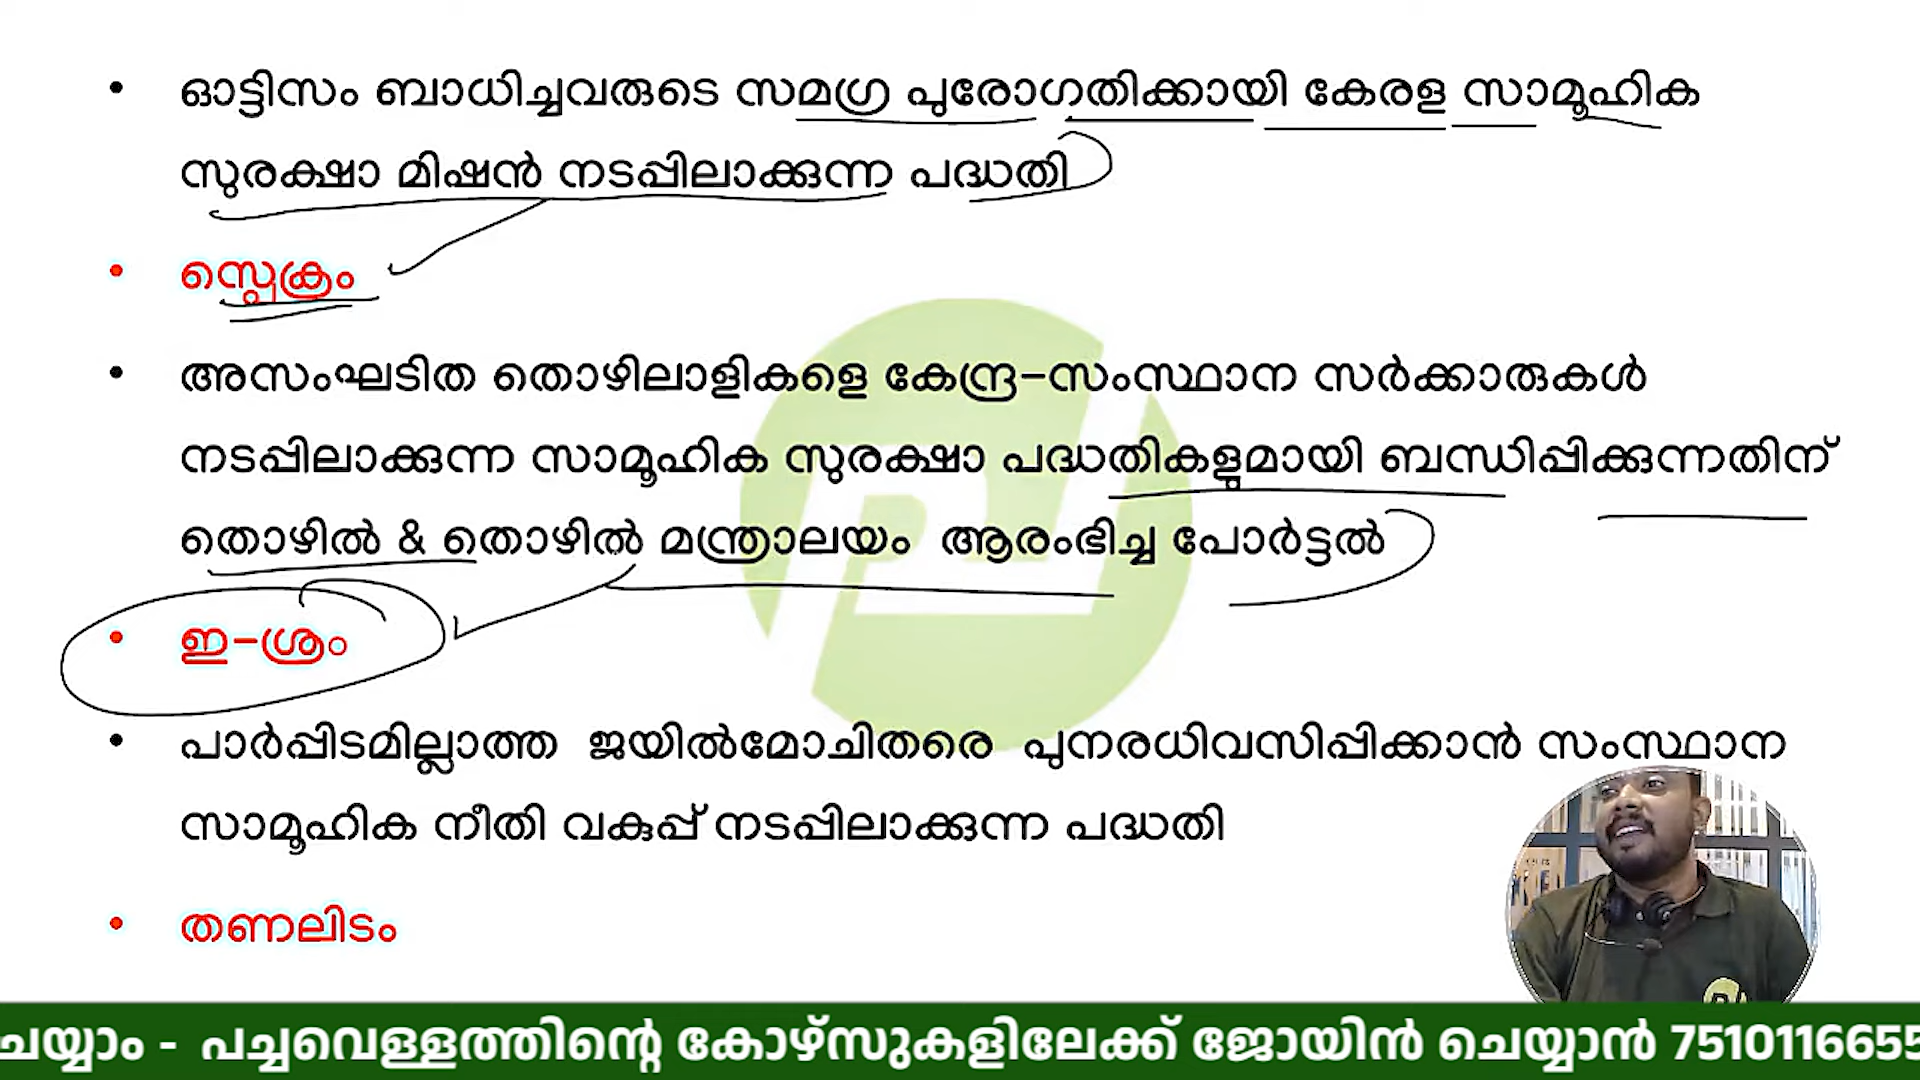 ഓട്ടിസം ബാധിച്ചവരുടെ സമഗ്ര പുരോഗതിക്കായി കേരള സാമൂഹിക
സുരക്ഷാ മിഷൻ നടപ്പിലാക്കുന്ന പദ്ധതി
സ്പെക്രം
അസംഘടിത തൊഴിലാളികളെ കേന്ദ്ര-സംസ്ഥാന സർക്കാരുകൾ
നടപ്പിലാക്കുന്ന സാമൂഹിക സുരക്ഷാ പദ്ധതികളുമായി ബന്ധിപ്പിക്കുന്നതിന്
തൊഴിൽ & തൊഴിൽ മന്ത്രാലയം ആരംഭിച്ച പോർട്ടൽ
ഇ-ശ്രം
പാർപ്പിടമില്ലാത്ത ജയിൽമോചിതരെ പുനരധിവസിപ്പിക്കാൻ സംസ്ഥാന
സാമൂഹിക നീതി വകുപ്പ് നടപ്പിലാക്കുന്ന പദ്ധതി
തണലിടം
ചെയ്യാം - പച്ചവെള്ളത്തിന്റെ കോഴ്സുകളിലേക്ക് ജോയിൻ ചെയ്യാൻ 7510116655